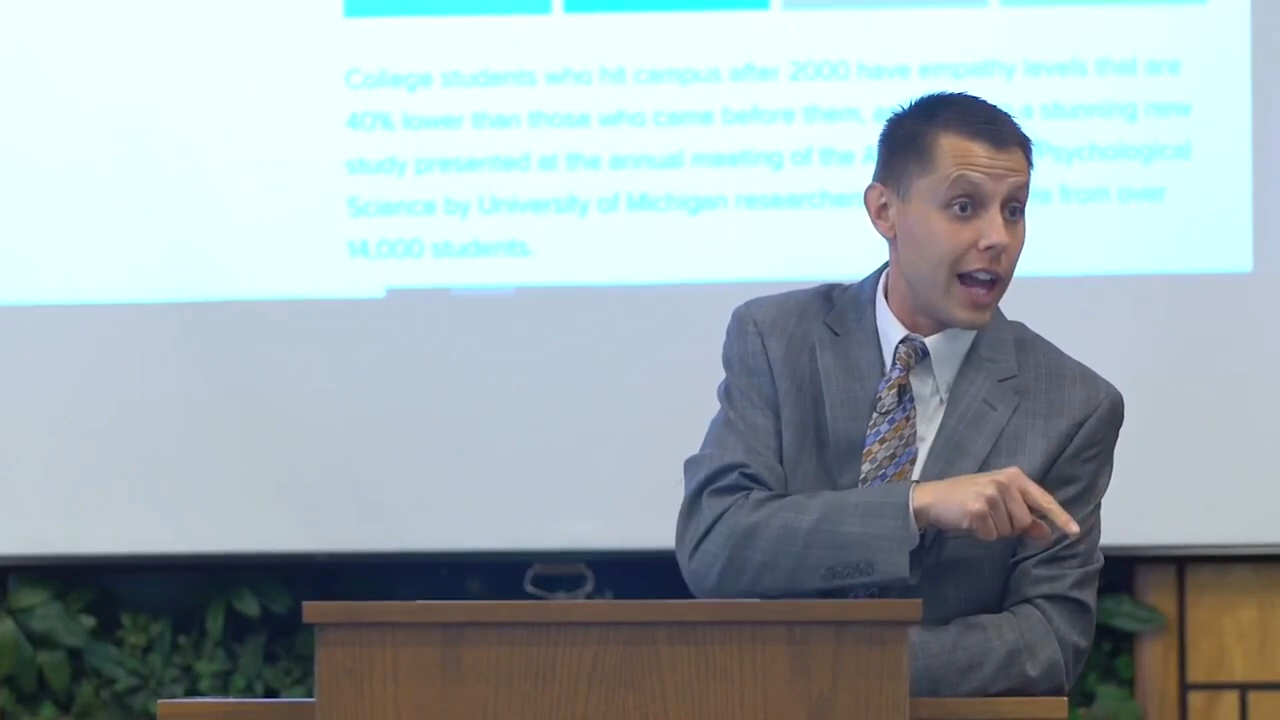 College students who hit campus after 2000 have empathy levels that are
40% lower than those who came before them, a stunning new
study presented at the annual meeting of the Psychological
Science by University of Michigan researchers from over
14,000 students.